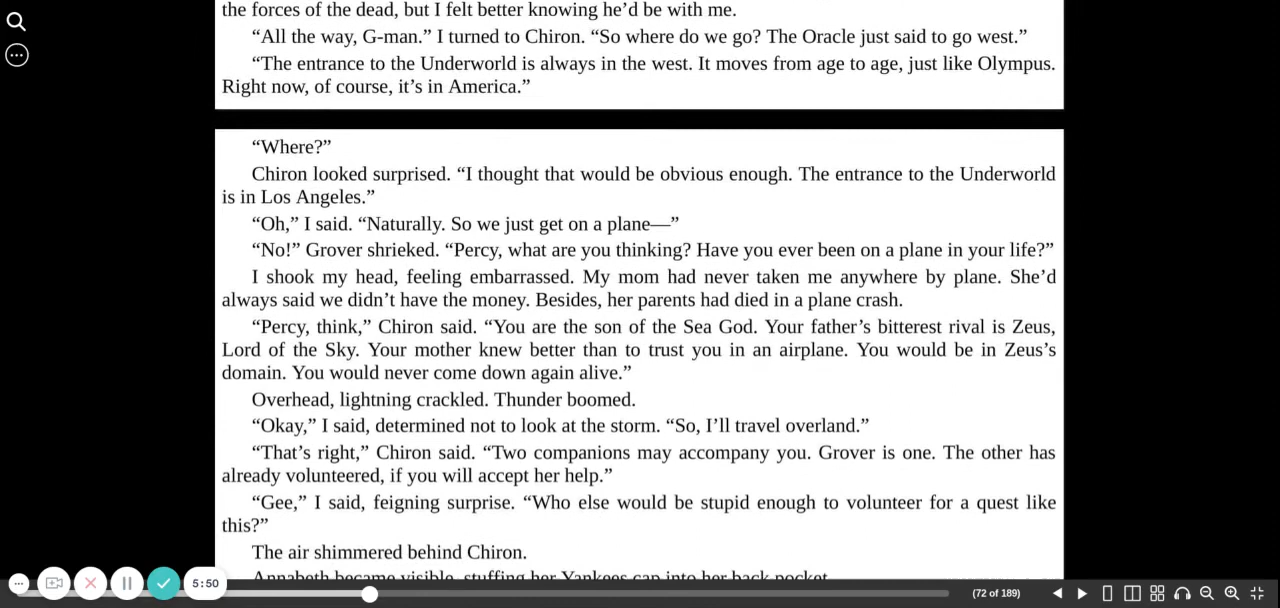 the forces of the dead, but I felt better knowing he’d be with me.
“All the way, G-man.” I turned to Chiron. “So where do we go? The Oracle just said to go west.”
“The entrance to the Underworld is always in the west. It moves from age to age, just like Olympus.
Right now, of course, it’s in America.”
“Where?”
Chiron looked surprised. “I thought that would be obvious enough. The entrance to the Underworld
is in Los Angeles.”
“Oh,” I said. “Naturally. So we just get on a plane—”
“No!” Grover shrieked. “Percy, what are you thinking? Have you ever been on a plane in your life?”
I shook my head, feeling embarrassed. My mom had never taken me anywhere by plane. She’d
always said we didn’t have the money. Besides, her parents had died in a plane crash.
“Percy, think,” Chiron said. “You are the son of the Sea God. Your father’s bitterest rival is Zeus,
Lord of the Sky. Your mother knew better than to trust you in an airplane. You would be in Zeus’s
domain. You would never come down again alive.”
Overhead, lightning crackled. Thunder boomed.
“Okay,” I said, determined not to look at the storm. “So, I’ll travel overland.”
“That’s right,” Chiron said. “Two companions may accompany you. Grover is one. The other has
already volunteered, if you will accept her help.”
“Gee,” I said, feigning surprise. “Who else would be stupid enough to volunteer for a quest like
this?”
The air shimmered behind Chiron.
Annabeth became visible, stuffing her Yankees cap into her back pocket.
5:50
(72 of 189)